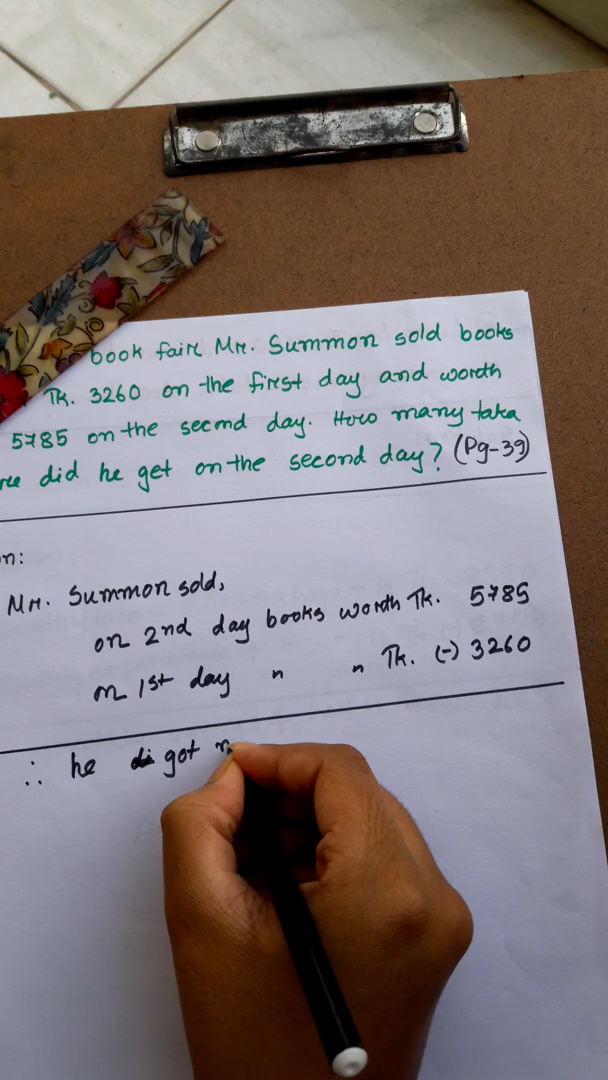 book fair Mr. Summon sold books
Tk. 3260 on the first day and worth
5785 on the second day. How many taka
did he get on the second day? (Pg-39)
Mr. Summon sold,
on 2nd day books worth Tk. 5785
on 1st day " " Tk. (-) 3260
∴ he got